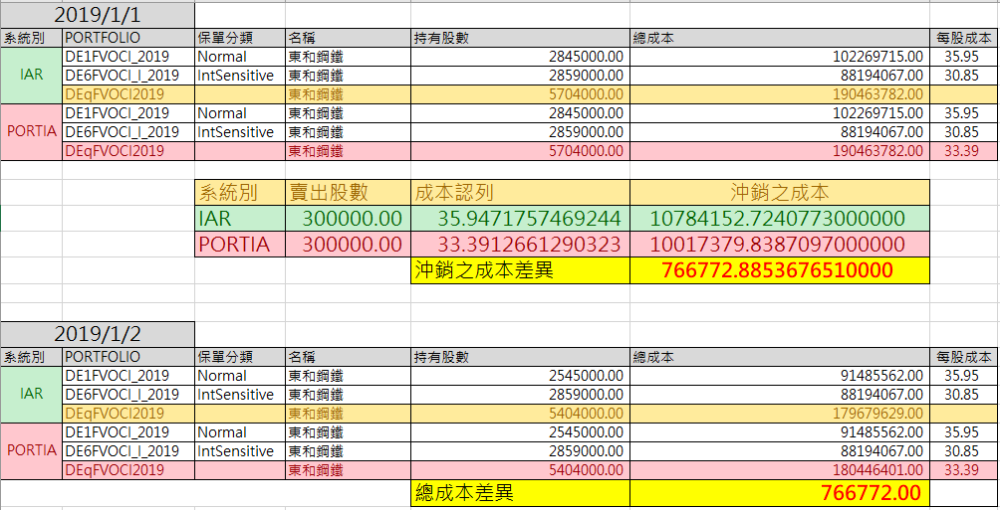 2019/1/1
系統別 PORTFOLIO 保單分類 名稱 持有股數 總成本 每股成本
IAR
DE1FVOCI_2019 Normal 東和鋼鐵 2845000.00 102269715.00 35.95
DE6FVOCI_I_2019 IntSensitive 東和鋼鐵 2859000.00 88194067.00 30.85
DEqFVOCI2019 東和鋼鐵 5704000.00 190463782.00
PORTIA
DE1FVOCI_2019 Normal 東和鋼鐵 2845000.00 102269715.00 35.95
DE6FVOCI_I_2019 IntSensitive 東和鋼鐵 2859000.00 88194067.00 30.85
DEqFVOCI2019 東和鋼鐵 5704000.00 190463782.00 33.39
系統別 賣出股數 成本認列 沖銷之成本
IAR 300000.00 35.9471757469244 10784152.7240773000000
PORTIA 300000.00 33.3912661290323 10017379.8387097000000
沖銷之成本差異 766772.8853676510000
2019/1/2
系統別 PORTFOLIO 保單分類 名稱 持有股數 總成本 每股成本
IAR
DE1FVOCI_2019 Normal 東和鋼鐵 2545000.00 91485562.00 35.95
DE6FVOCI_I_2019 IntSensitive 東和鋼鐵 2859000.00 88194067.00 30.85
DEqFVOCI2019 東和鋼鐵 5404000.00 179679629.00
PORTIA
DE1FVOCI_2019 Normal 東和鋼鐵 2545000.00 91485562.00 35.95
DE6FVOCI_I_2019 IntSensitive 東和鋼鐵 2859000.00 88194067.00 30.85
DEqFVOCI2019 東和鋼鐵 5404000.00 180446401.00 33.39
總成本差異 766772.00